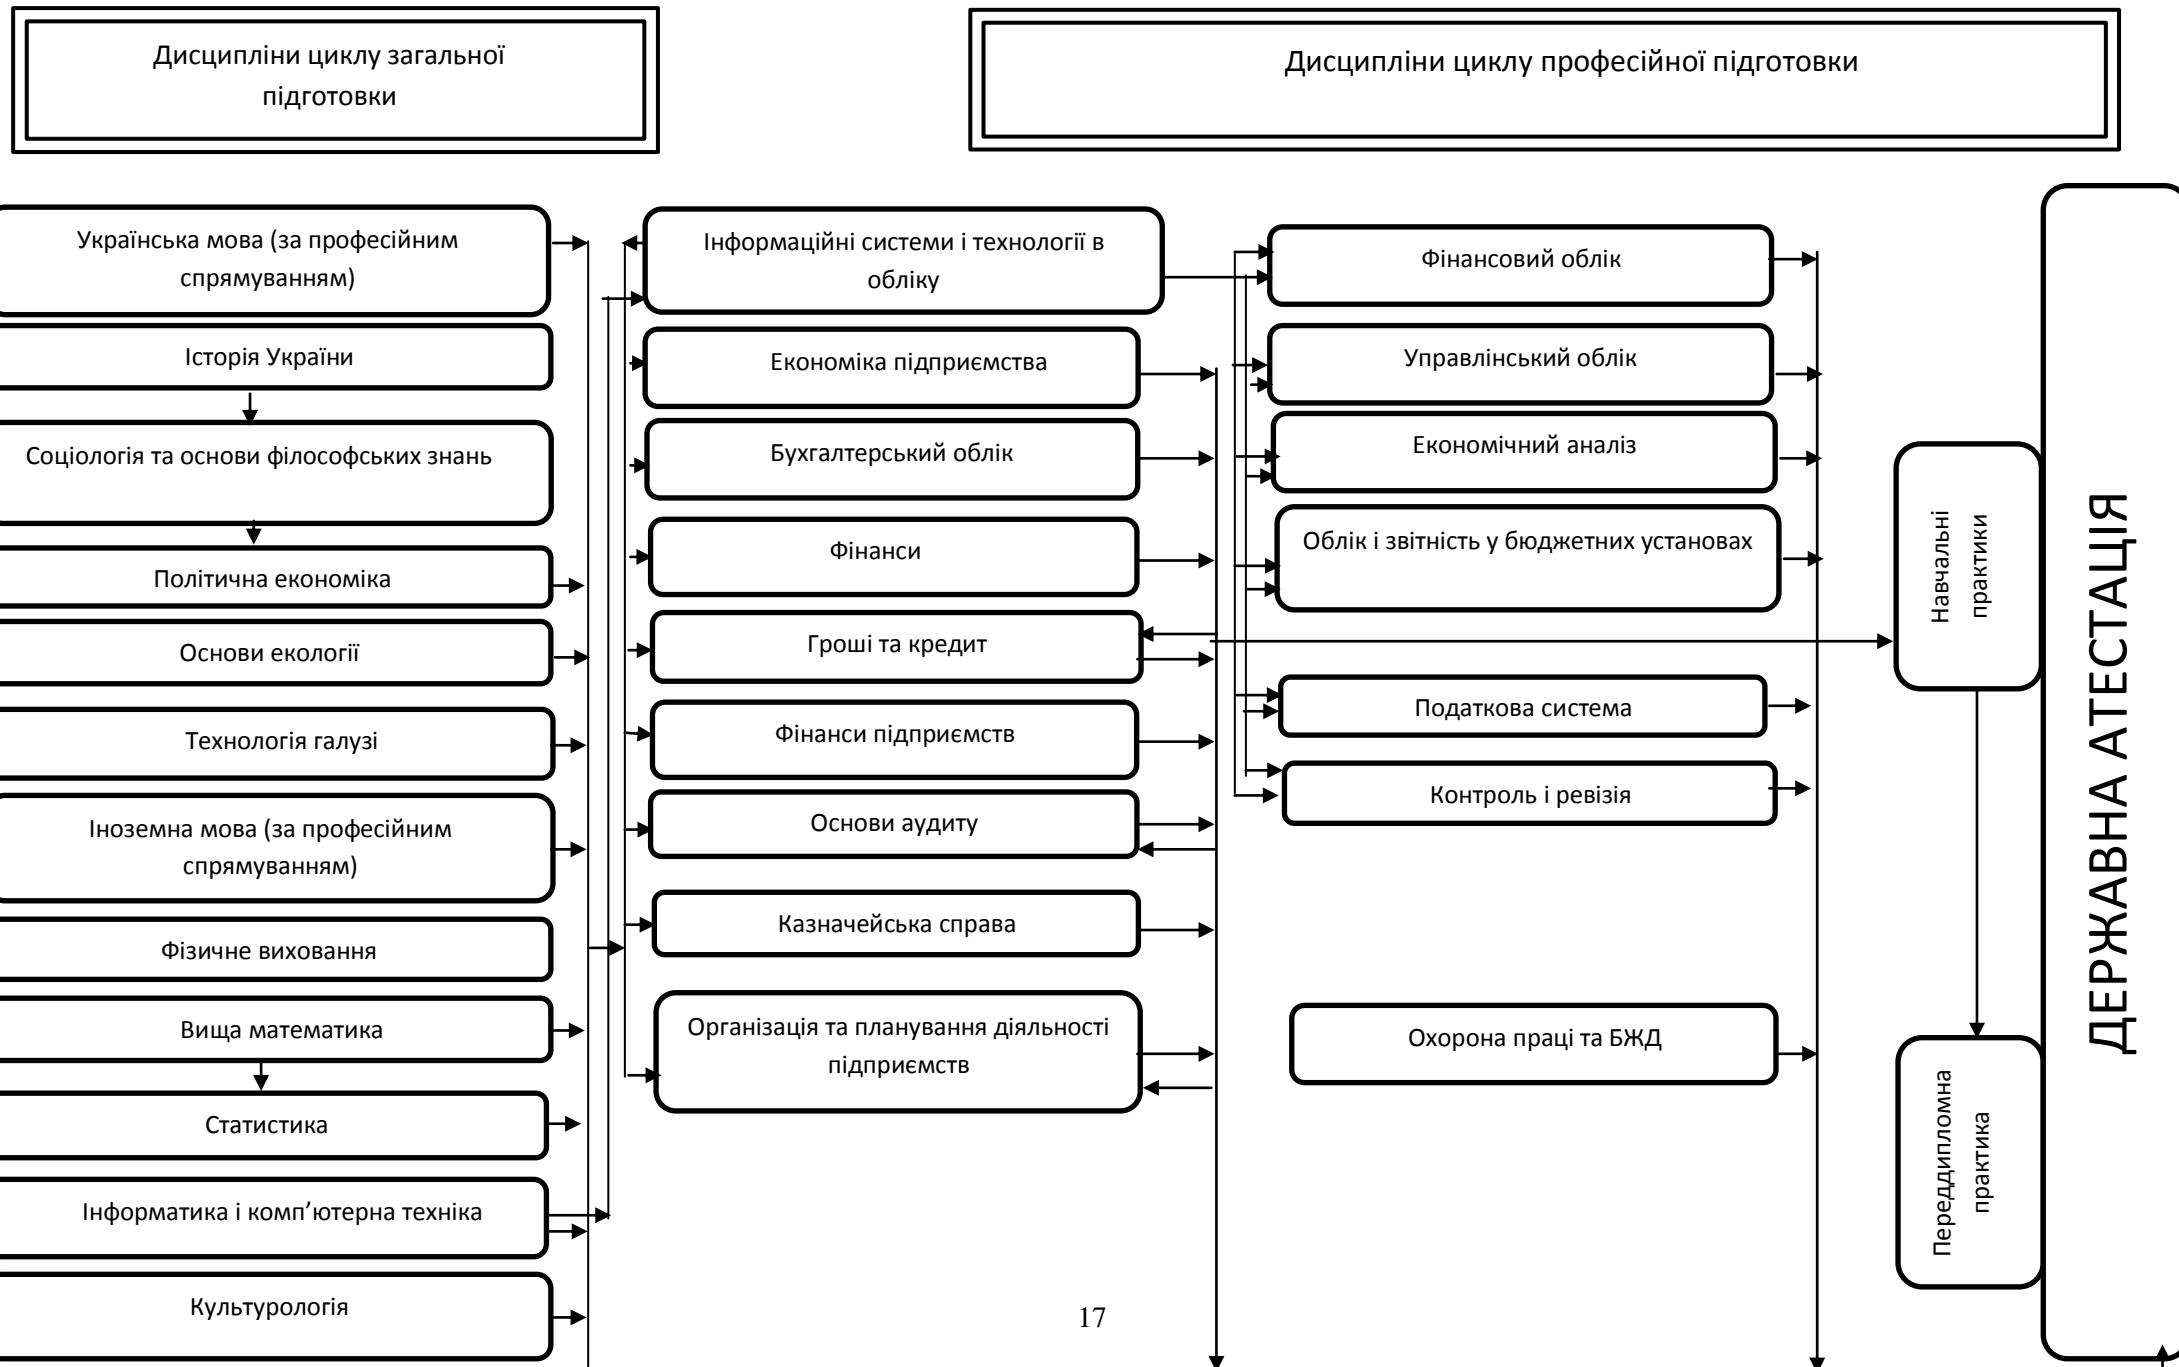 Дисципліни циклу загальної
підготовки
Дисципліни циклу професійної підготовки
Українська мова (за професійним
спрямуванням)
Історія України
Соціологія та основи філософських знань
Політична економіка
Основи екології
Технологія галузі
Іноземна мова (за професійним
спрямуванням)
Фізичне виховання
Вища математика
Статистика
Інформатика і комп’ютерна техніка
Культурологія
Інформаційні системи і технології в
обліку
Економіка підприємства
Бухгалтерський облік
Фінанси
Гроші та кредит
Фінанси підприємств
Основи аудиту
Казначейська справа
Організація та планування діяльності
підприємств
Фінансовий облік
Управлінський облік
Економічний аналіз
Облік і звітність у бюджетних установах
Податкова система
Контроль і ревізія
Охорона праці та БЖД
Навчальні
практики
Переддипломна
практика
ДЕРЖАВНА АТЕСТАЦІЯ
17